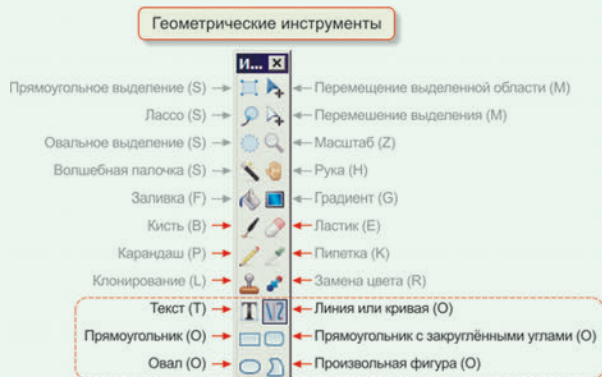 Геометрические инструменты
И...
Прямоугольное выделение (S) Перемещение выделенной области (M)
Лассо (S) Перемешение выделения (M)
Овальное выделение (S) Масштаб (Z)
Волшебная палочка (S) Рука (H)
Заливка (F) Градиент (G)
Кисть (B) Ластик (E)
Карандаш (P) Пипетка (K)
Клонирование (L) Замена цвета (R)
Текст (T) T Линия или кривая (O)
Прямоугольник (O) Прямоугольник с закруглёнными углами (O)
Овал (O) Произвольная фигура (O)